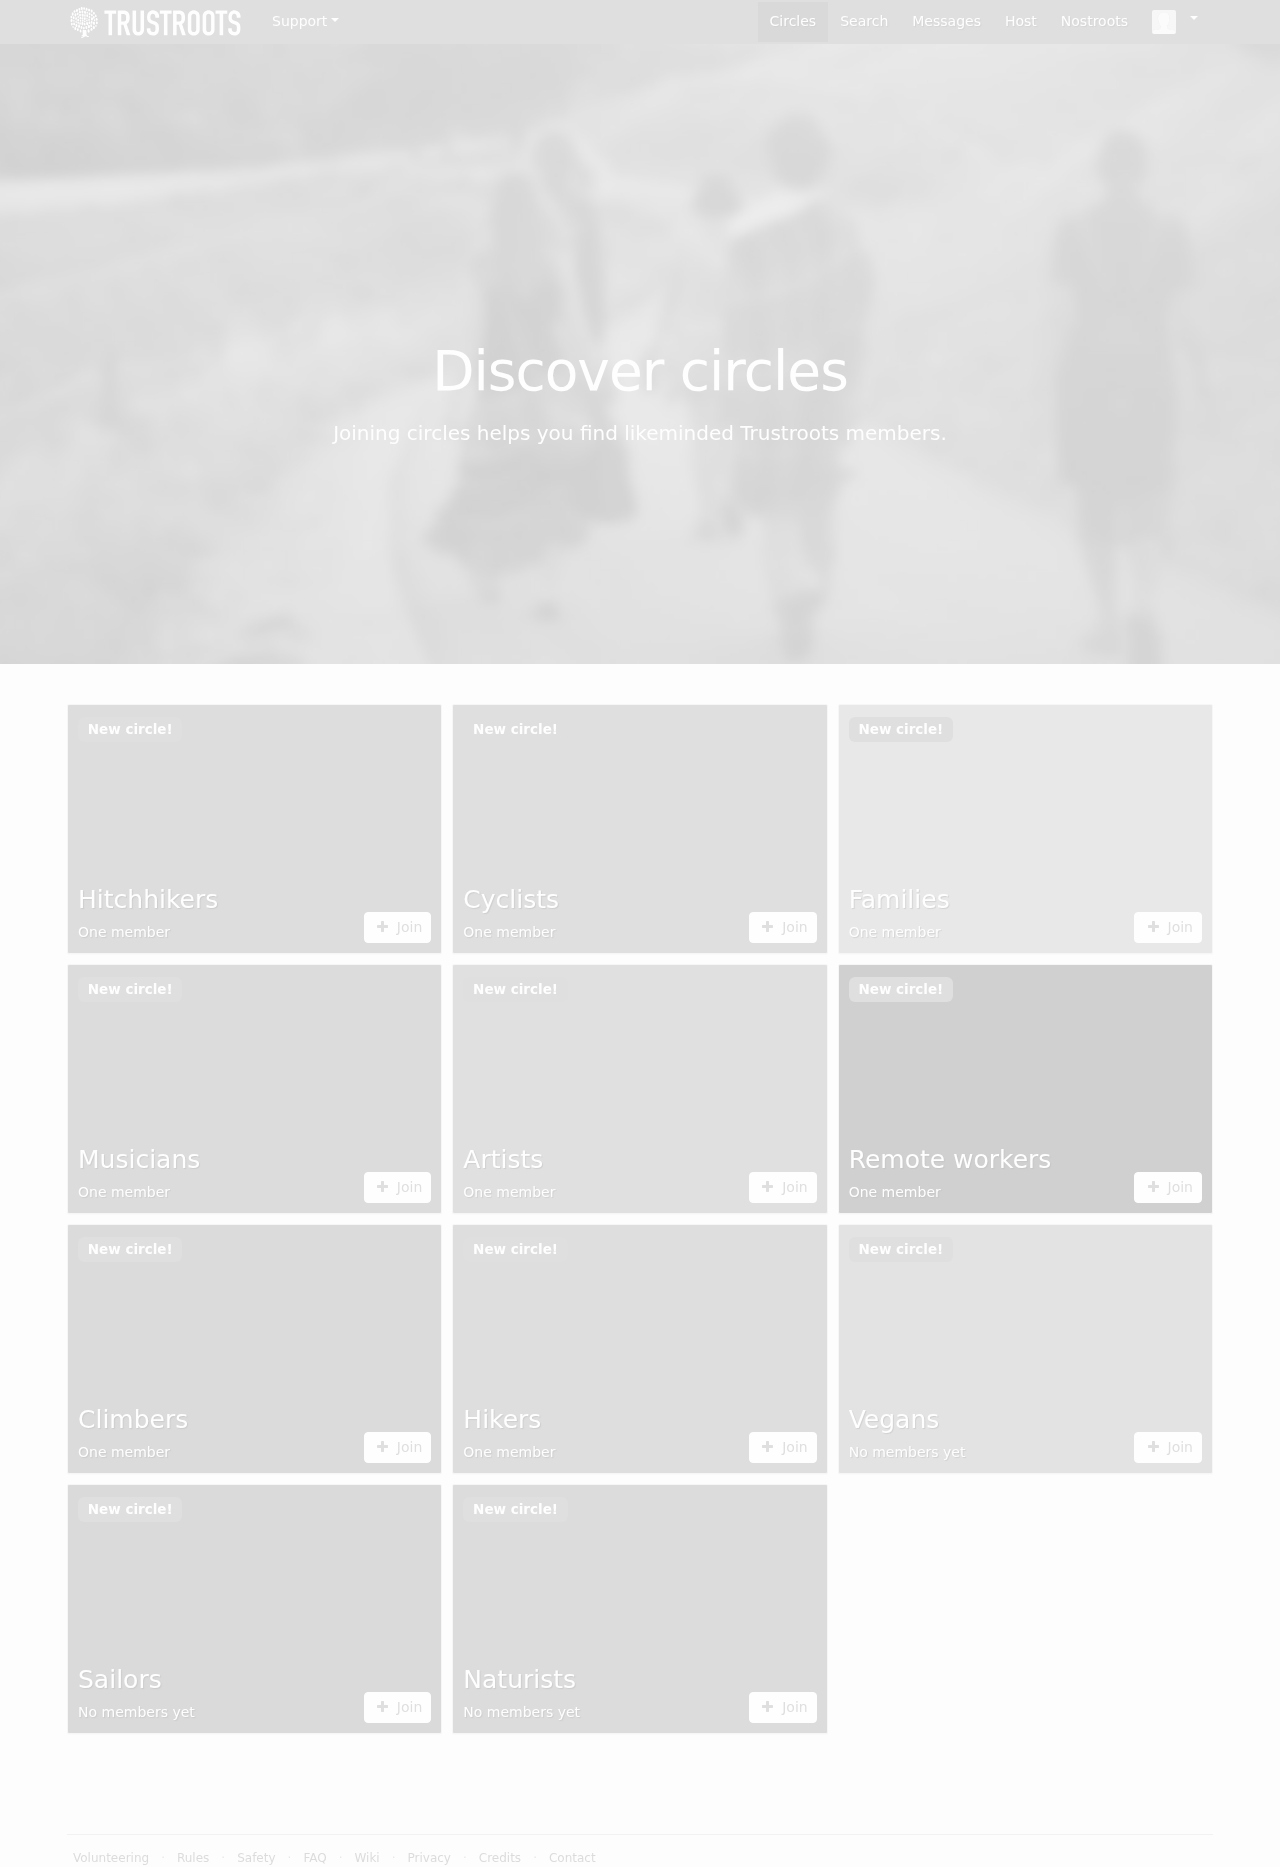 TRUSTROOTS Support Circles Search Messages Host Nostroots
Discover circles
Joining circles helps you find likeminded Trustroots members.
New circle! New circle! New circle!
Hitchhikers Cyclists Families
One member Join One member Join One member Join
New circle! New circle! New circle!
Musicians Artists Remote workers
One member Join One member Join One member Join
New circle! New circle! New circle!
Climbers Hikers Vegans
One member Join One member Join No members yet Join
New circle! New circle!
Sailors Naturists
No members yet Join No members yet Join
Volunteering · Rules · Safety · FAQ · Wiki · Privacy · Credits · Contact